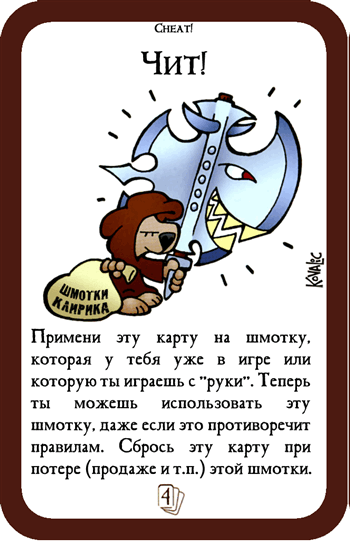 Cheat!
Чит!
ШМОТКИ
КЛИРИКА
KOVALIC
Примени эту карту на шмотку,
которая у тебя уже в игре или
которую ты играешь с "руки". Теперь
ты можешь использовать эту
шмотку, даже если это противоречит
правилам. Сбрось эту карту при
потере (продаже и т.п.) этой шмотки.
4